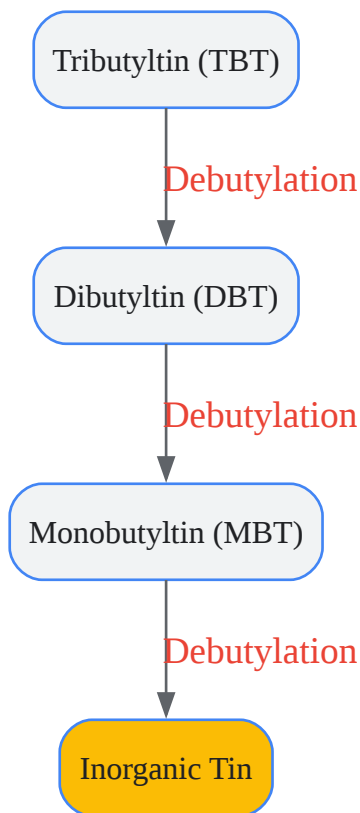 Tributyltin (TBT)
Debutylation
Dibutyltin (DBT)
Debutylation
Monobutyltin (MBT)
Debutylation
Inorganic Tin